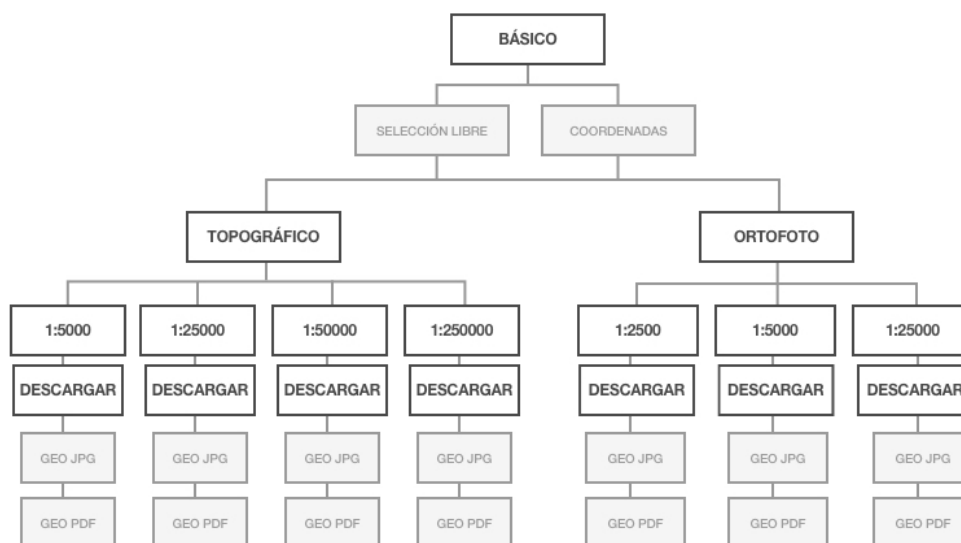 BÁSICO
SELECCIÓN LIBRE COORDENADAS
TOPOGRÁFICO ORTOFOTO
1:5000 1:25000 1:50000 1:250000 1:2500 1:5000 1:25000
DESCARGAR DESCARGAR DESCARGAR DESCARGAR DESCARGAR DESCARGAR DESCARGAR
GEO JPG GEO JPG GEO JPG GEO JPG GEO JPG GEO JPG GEO JPG
GEO PDF GEO PDF GEO PDF GEO PDF GEO PDF GEO PDF GEO PDF